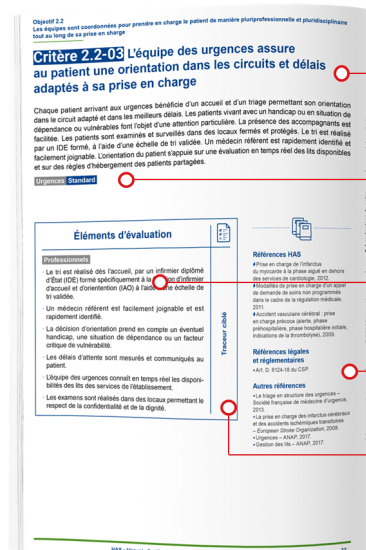 Objectif 2.2
Les équipes sont coordonnées pour prendre en charge le patient de manière pluriprofessionnelle et pluridisciplinaire
tout au long de sa prise en charge
Critère 2.2-03 L'équipe des urgences assure
au patient une orientation dans les circuits et délais
adaptés à sa prise en charge
Chaque patient arrivant aux urgences bénéficie d'un accueil et d'un triage permettant son orientation
dans le circuit adapté et dans les meilleurs délais. Les patients vivant avec un handicap ou en situation de
dépendance ou vulnérables font l'objet d'une attention particulière. La présence des accompagnants est
facilitée. Les patients sont examinés et surveillés dans des locaux fermés et protégés. Le tri est réalisé
par un IDE formé, à l'aide d'une échelle de tri validée. Un médecin référent est rapidement identifié et
facilement joignable. L'orientation du patient s'appuie sur une évaluation en temps réel des lits disponibles
et sur des règles d'hébergement des patients partagées.
Urgences Standard
Éléments d'évaluation
Professionnels
· Le tri est réalisé dès l'accueil, par un infirmier diplômé
d'État (IDE) formé spécifiquement à la d'infirmier
d'accueil et d'orientation (IAO) à l'aide une échelle de
tri validée.
· Un médecin référent est facilement joignable et est
rapidement identifié.
· La décision d'orientation prend en compte un éventuel
handicap, une situation de dépendance ou un facteur
critique de vulnérabilité.
· Les délais d'attente sont mesurés et communiqués au
patient.
· L'équipe des urgences connaît en temps réel les disponi-
bilités des lits des services de l'établissement.
· Les examens sont réalisés dans des locaux permettant le
respect de la confidentialité et de la dignité.
Traceur ciblé
Références HAS
Prise en charge de l'infarctus
du myocarde à la phase aiguë en dehors
des services de cardiologie, 2012.
Modalités de prise en charge d'un appel
de demande de soins non programmés
dans le cadre de la régulation médicale,
2011.
Accident vasculaire cérébral : prise
en charge précoce (alerte, phase
préhospitalière, phase hospitalière initiale,
indications de la thrombolyse), 2009.
Références légales
et réglementaires
• Art. D. 6124-18 du CSP.
Autres références
• Le triage en structure des urgences –
Société française de médecine d'urgence,
2013.
• La prise en charge des infarctus cérébraux
et des accidents ischémiques transitoires
– European Stroke Organization, 2008.
• Urgences – ANAP, 2017.
• Gestion des lits – ANAP, 2017.